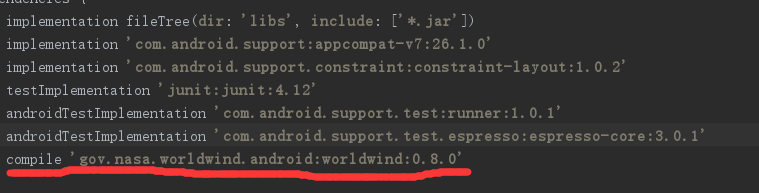 implementation fileTree(dir: 'libs', include: ['*.jar'])
implementation 'com.android.support:appcompat-v7:26.1.0'
implementation 'com.android.support.constraint:constraint-layout:1.0.2'
testImplementation 'junit:junit:4.12'
androidTestImplementation 'com.android.support.test:runner:1.0.1'
androidTestImplementation 'com.android.support.test.espresso:espresso-core:3.0.1'
compile 'gov.nasa.worldwind.android:worldwind:0.8.0'